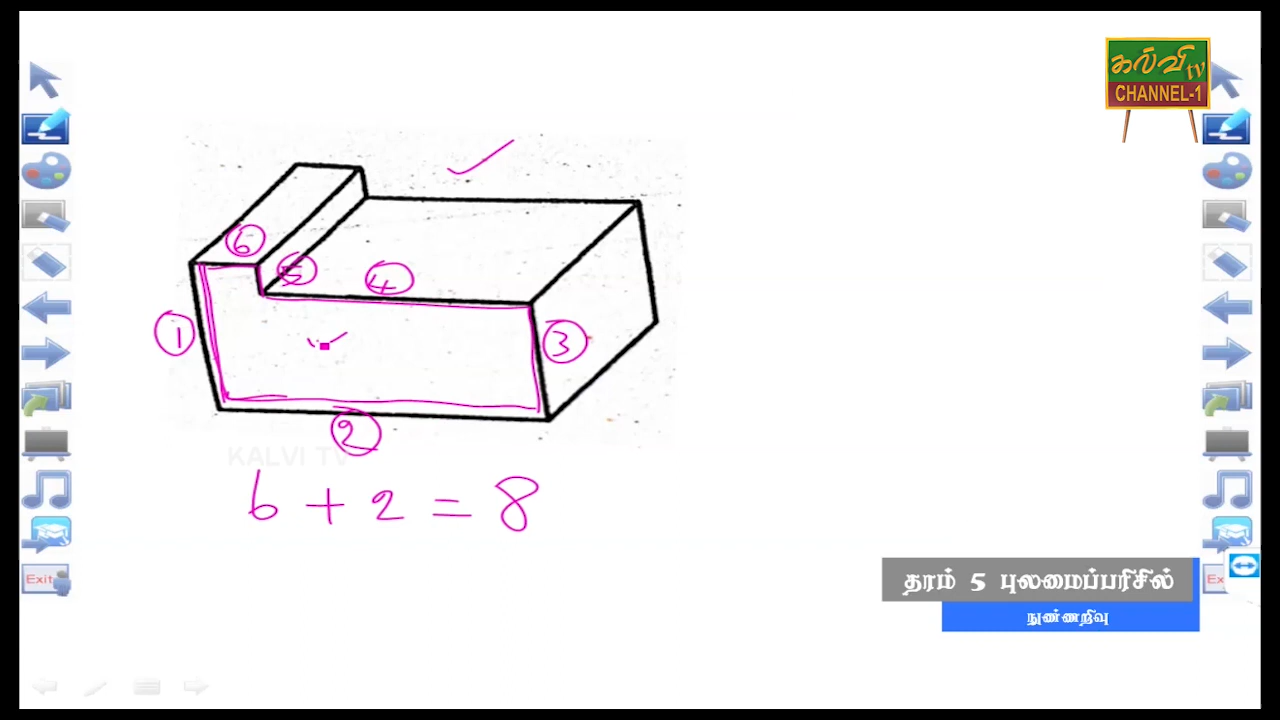 கல்வி tv
CHANNEL-1
6
5
4
1
3
2
KALVI TV
6 + 2 = 8
தரம் 5 புலமைப்பரிசில்
நுண்ணறிவு
Exit
Ex